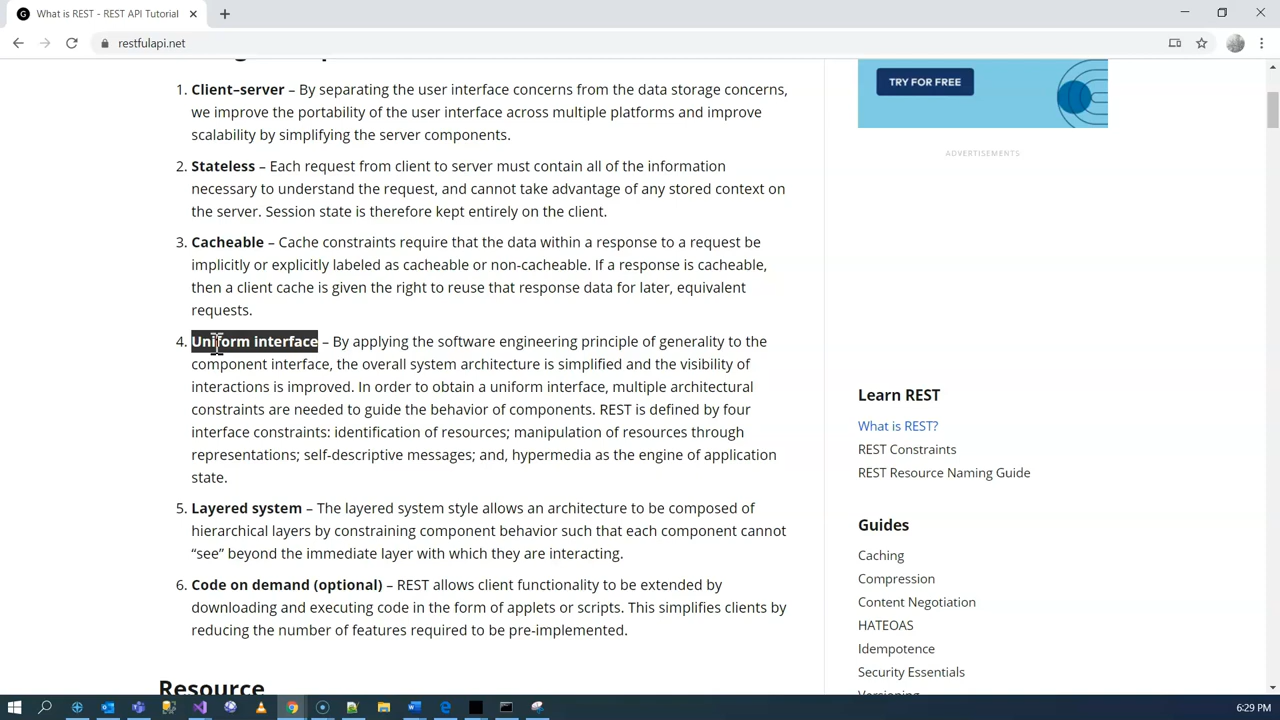 What is REST - REST API Tutorial
restfulapi.net
1. Client–server – By separating the user interface concerns from the data storage concerns,
we improve the portability of the user interface across multiple platforms and improve
scalability by simplifying the server components.
2. Stateless – Each request from client to server must contain all of the information
necessary to understand the request, and cannot take advantage of any stored context on
the server. Session state is therefore kept entirely on the client.
3. Cacheable – Cache constraints require that the data within a response to a request be
implicitly or explicitly labeled as cacheable or non-cacheable. If a response is cacheable,
then a client cache is given the right to reuse that response data for later, equivalent
requests.
4. Uniform interface – By applying the software engineering principle of generality to the
component interface, the overall system architecture is simplified and the visibility of
interactions is improved. In order to obtain a uniform interface, multiple architectural
constraints are needed to guide the behavior of components. REST is defined by four
interface constraints: identification of resources; manipulation of resources through
representations; self-descriptive messages; and, hypermedia as the engine of application
state.
5. Layered system – The layered system style allows an architecture to be composed of
hierarchical layers by constraining component behavior such that each component cannot
“see” beyond the immediate layer with which they are interacting.
6. Code on demand (optional) – REST allows client functionality to be extended by
downloading and executing code in the form of applets or scripts. This simplifies clients by
reducing the number of features required to be pre-implemented.
Resource
TRY FOR FREE
ADVERTISEMENTS
Learn REST
What is REST?
REST Constraints
REST Resource Naming Guide
Guides
Caching
Compression
Content Negotiation
HATEOAS
Idempotence
Security Essentials
Versioning
6:29 PM